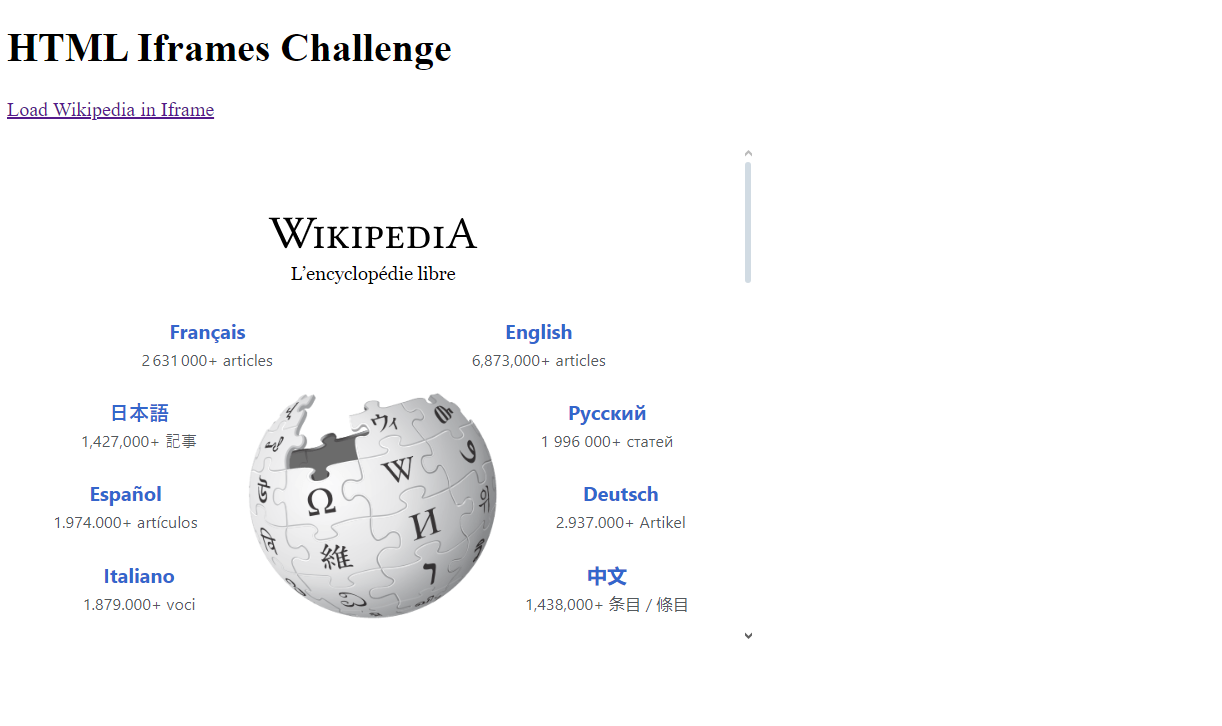 HTML Iframes Challenge
Load Wikipedia in Iframe
WIKIPEDIA
L'encyclopédie libre
Français
2 631 000+ articles
English
6,873,000+ articles
日本語
1,427,000+ 記事
Русский
1 996 000+ статей
Español
1.974.000+ artículos
Deutsch
2.937.000+ Artikel
Italiano
1.879.000+ voci
中文
1,438,000+ 条目 / 條目
Ω
W
И
維
ウィ